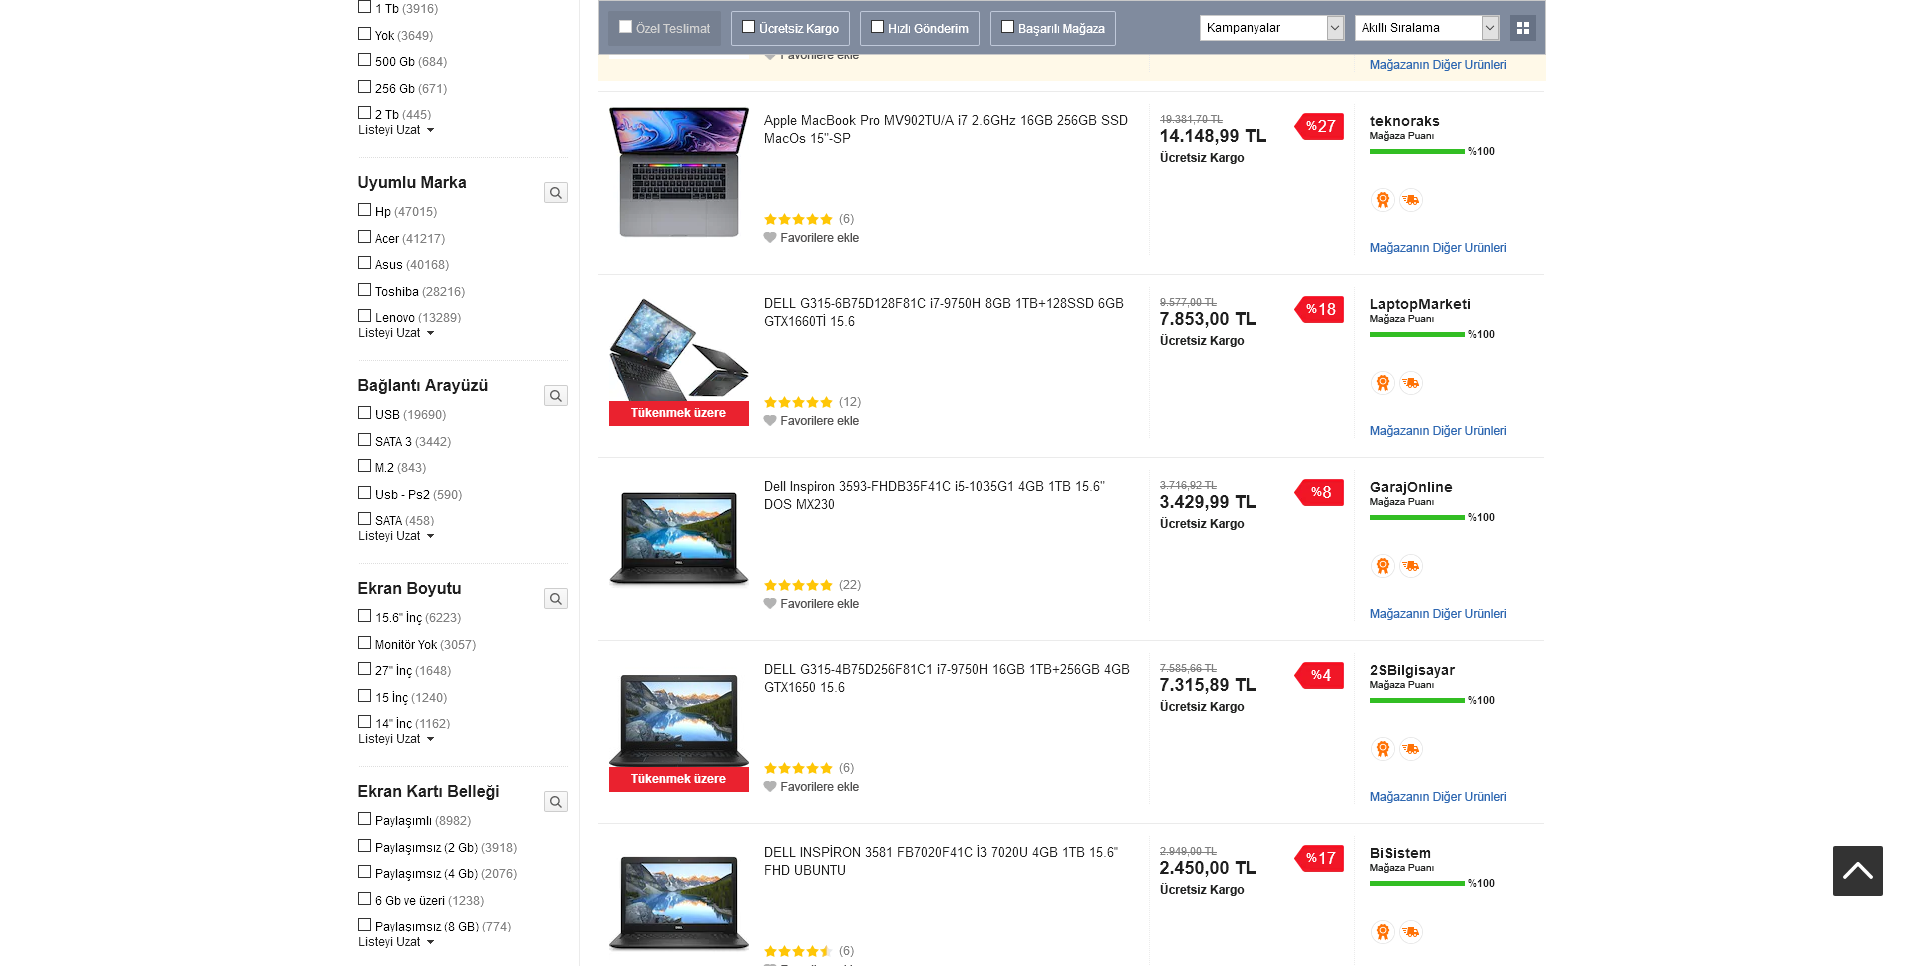 1 Tb (3916)
Yok (3649)
500 Gb (684)
256 Gb (671)
2 Tb (445)
Listeyi Uzat
Uyumlu Marka
Hp (47015)
Acer (41217)
Asus (40168)
Toshiba (28216)
Lenovo (13289)
Listeyi Uzat
Bağlantı Arayüzü
USB (19690)
SATA 3 (3442)
M.2 (843)
Usb - Ps2 (590)
SATA (458)
Listeyi Uzat
Ekran Boyutu
15.6" İnç (6223)
Monitör Yok (3057)
27" İnç (1648)
15 İnç (1240)
14" İnç (1162)
Listeyi Uzat
Ekran Kartı Belleği
Paylaşımlı (8982)
Paylaşımsız (2 Gb) (3918)
Paylaşımsız (4 Gb) (2076)
6 Gb ve üzeri (1238)
Paylaşımsız (8 GB) (774)
Listeyi Uzat
Özel Teslimat
Ücretsiz Kargo
Hızlı Gönderim
Başarılı Mağaza
Kampanyalar
Akıllı Sıralama
Favorilere ekle
Mağazanın Diğer Ürünleri
Apple MacBook Pro MV902TU/A i7 2.6GHz 16GB 256GB SSD
MacOs 15"-SP
(6)
Favorilere ekle
19.381,70 TL
14.148,99 TL
Ücretsiz Kargo
%27
teknoraks
Mağaza Puanı
%100
Mağazanın Diğer Ürünleri
DELL G315-6B75D128F81C i7-9750H 8GB 1TB+128SSD 6GB
GTX1660Tİ 15.6
Tükenmek üzere
(12)
Favorilere ekle
9.577,00 TL
7.853,00 TL
Ücretsiz Kargo
%18
LaptopMarketi
Mağaza Puanı
%100
Mağazanın Diğer Ürünleri
Dell Inspiron 3593-FHDB35F41C i5-1035G1 4GB 1TB 15.6"
DOS MX230
(22)
Favorilere ekle
3.716,92 TL
3.429,99 TL
Ücretsiz Kargo
%8
GarajOnline
Mağaza Puanı
%100
Mağazanın Diğer Ürünleri
DELL G315-4B75D256F81C1 i7-9750H 16GB 1TB+256GB 4GB
GTX1650 15.6
Tükenmek üzere
(6)
Favorilere ekle
7.585,66 TL
7.315,89 TL
Ücretsiz Kargo
%4
2SBilgisayar
Mağaza Puanı
%100
Mağazanın Diğer Ürünleri
DELL INSPİRON 3581 FB7020F41C İ3 7020U 4GB 1TB 15.6"
FHD UBUNTU
(6)
2.949,00 TL
2.450,00 TL
Ücretsiz Kargo
%17
BiSistem
Mağaza Puanı
%100